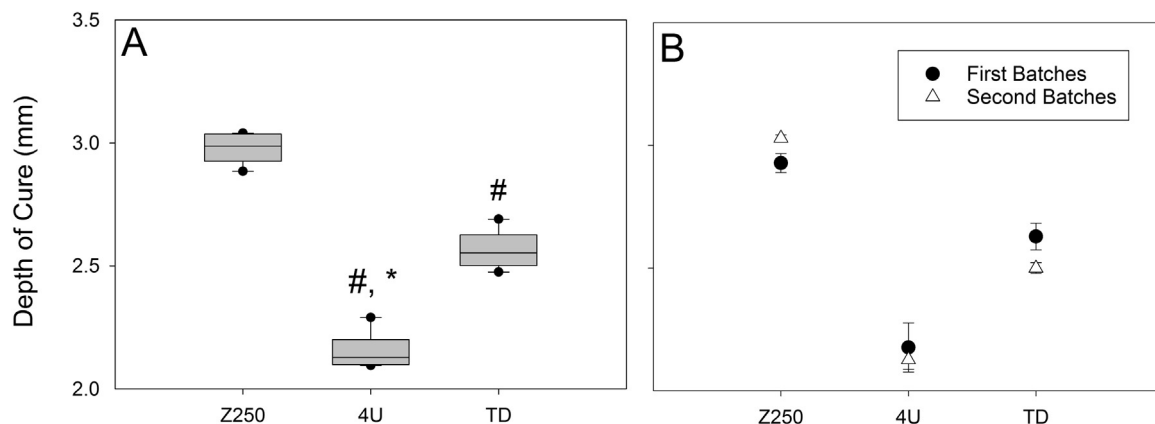 A
Depth of Cure (mm)
3.5
3.0
2.5
2.0
#
#, *
Z250
4U
TD
B
First Batches
Second Batches
Z250
4U
TD